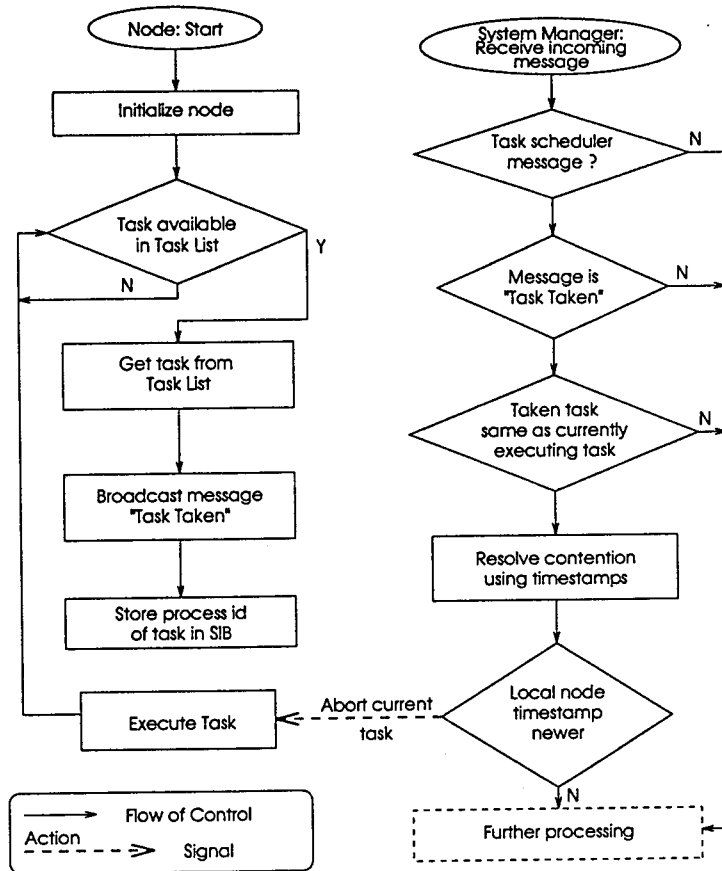 Node: Start
Initialize node
Task available
in Task List
Y
N
Get task from
Task List
Broadcast message
"Task Taken"
Store process id
of task in SIB
Execute Task
Flow of Control
Action
Signal
System Manager:
Receive incoming
message
Task scheduler
message ?
N
Message is
"Task Taken"
N
Taken task
same as currently
executing task
N
Resolve contention
using timestamps
Local node
timestamp
newer
Abort current
task
N
Further processing